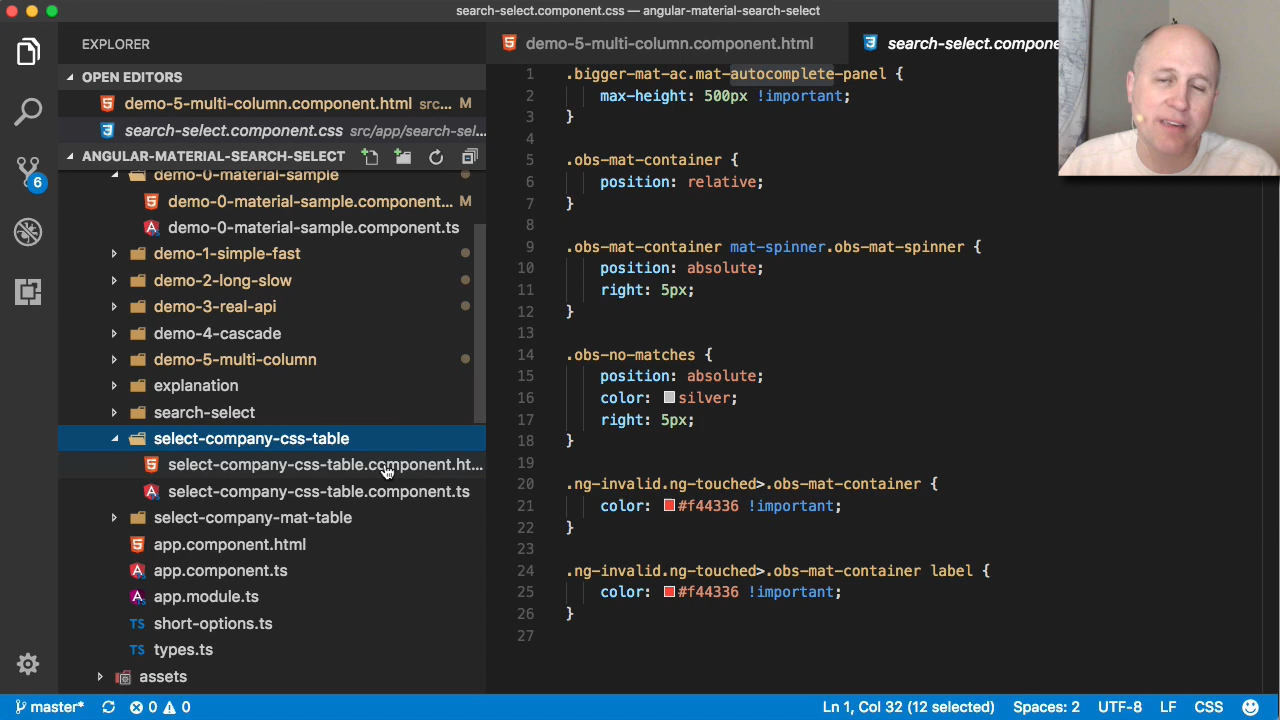 search-select.component.css — angular-material-search-select
EXPLORER
OPEN EDITORS
demo-5-multi-column.component.html src... M
search-select.component.css src/app/search-sel...
ANGULAR-MATERIAL-SEARCH-SELECT
demo-0-material-sample
demo-0-material-sample.component... M
demo-0-material-sample.component.ts
demo-1-simple-fast
demo-2-long-slow
demo-3-real-api
demo-4-cascade
demo-5-multi-column
explanation
search-select
select-company-css-table
select-company-css-table.component.ht...
select-company-css-table.component.ts
select-company-mat-table
app.component.html
app.component.ts
app.module.ts
TS short-options.ts
TS types.ts
assets
6
demo-5-multi-column.component.html
search-select.compone
1 .bigger-mat-ac.mat-autocomplete-panel {
2 max-height: 500px !important;
3 }
4
5 .obs-mat-container {
6 position: relative;
7 }
8
9 .obs-mat-container mat-spinner.obs-mat-spinner {
10 position: absolute;
11 right: 5px;
12 }
13
14 .obs-no-matches {
15 position: absolute;
16 color: silver;
17 right: 5px;
18 }
19
20 .ng-invalid.ng-touched>.obs-mat-container {
21 color: #f44336 !important;
22 }
23
24 .ng-invalid.ng-touched>.obs-mat-container label {
25 color: #f44336 !important;
26 }
27
master* 0 0
Ln 1, Col 32 (12 selected) Spaces: 2 UTF-8 LF CSS